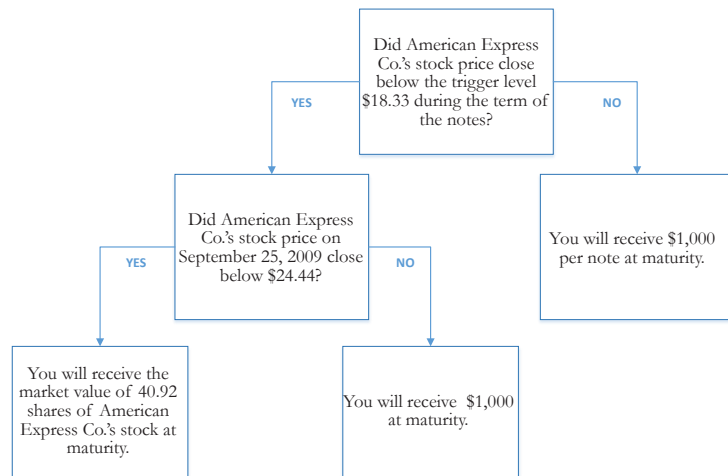 Did American Express
Co.'s stock price close
below the trigger level
$18.33 during the term of
the notes?
YES
NO
Did American Express
Co.'s stock price on
September 25, 2009 close
below $24.44?
You will receive $1,000
per note at maturity.
YES
NO
You will receive the
market value of 40.92
shares of American
Express Co.'s stock at
maturity.
You will receive $1,000
at maturity.